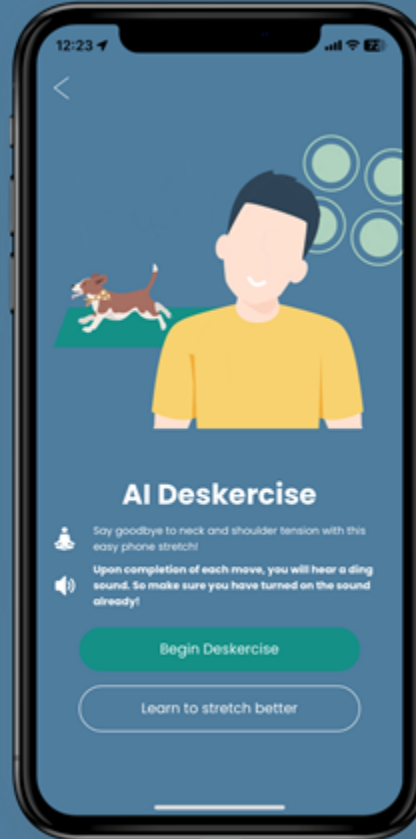 12:23
72
AI Deskercise
Say goodbye to neck and shoulder tension with this
easy phone stretch!
Upon completion of each move, you will hear a ding
sound. So make sure you have turned on the sound
already!
Begin Deskercise
Learn to stretch better